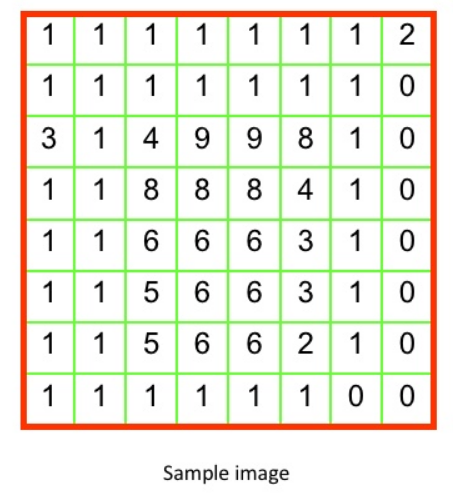 1 1 1 1 1 1 1 2
1 1 1 1 1 1 1 0
3 1 4 9 9 8 1 0
1 1 8 8 8 4 1 0
1 1 6 6 6 3 1 0
1 1 5 6 6 3 1 0
1 1 5 6 6 2 1 0
1 1 1 1 1 1 0 0
Sample image